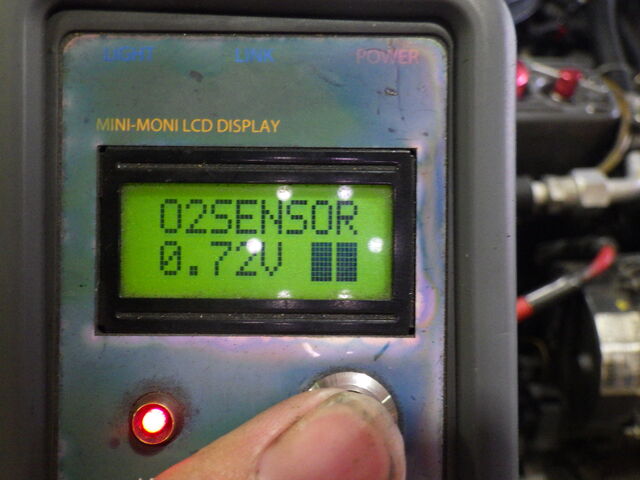 LIGHT LINK POWER
MINI-MONI LCD DISPLAY
O2SENSOR
0.72V